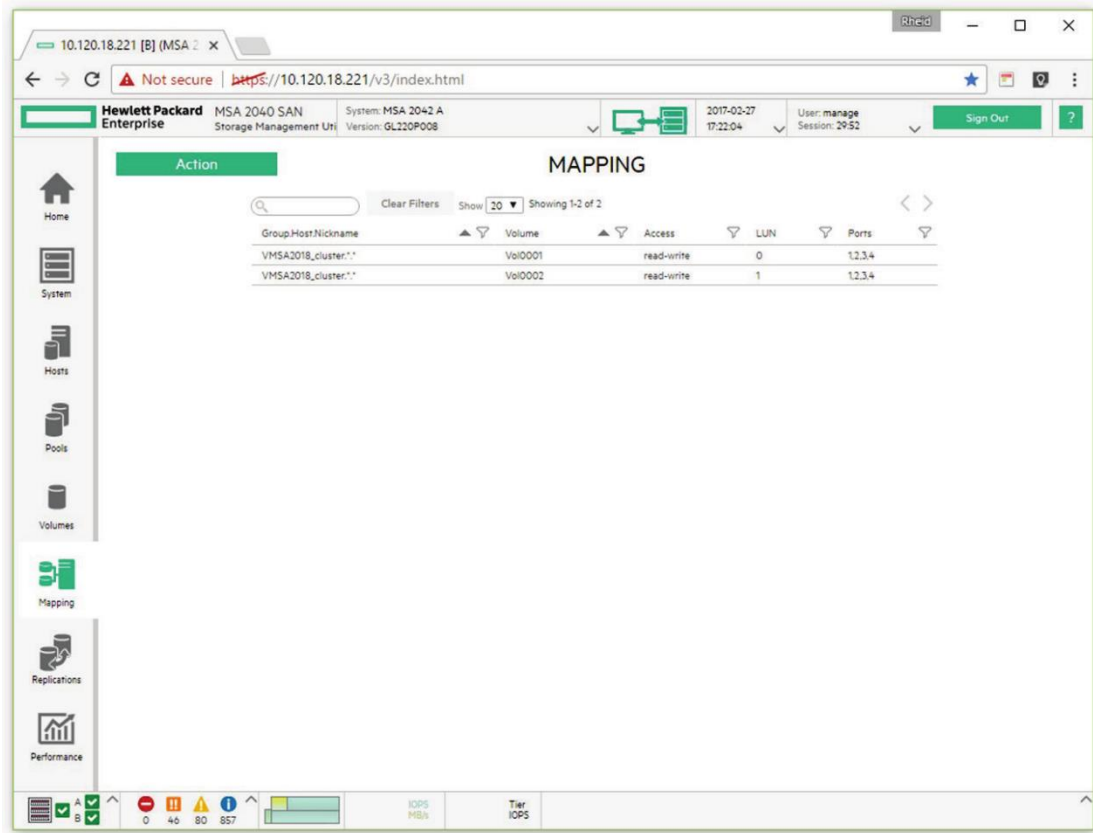 Rheid
10.120.18.221 [B] (MSA 2
Not secure | https://10.120.18.221/v3/index.html
Hewlett Packard Enterprise
MSA 2040 SAN
Storage Management Uti
System: MSA 2042 A
Version: GL220P008
2017-02-27
17:22:04
User: manage
Session: 29:52
Sign Out
?
Action
MAPPING
Clear Filters Show 20 Showing 1-2 of 2
Group.Host.Nickname Volume Access LUN Ports
VMSA2018_cluster.*.* Vol0001 read-write 0 1,2,3,4
VMSA2018_cluster.*.* Vol0002 read-write 1 1,2,3,4
Home
System
Hosts
Pools
Volumes
Mapping
Replications
Performance
A
B
0 46 80 857
IOPS
MB/s
Tier
IOPS